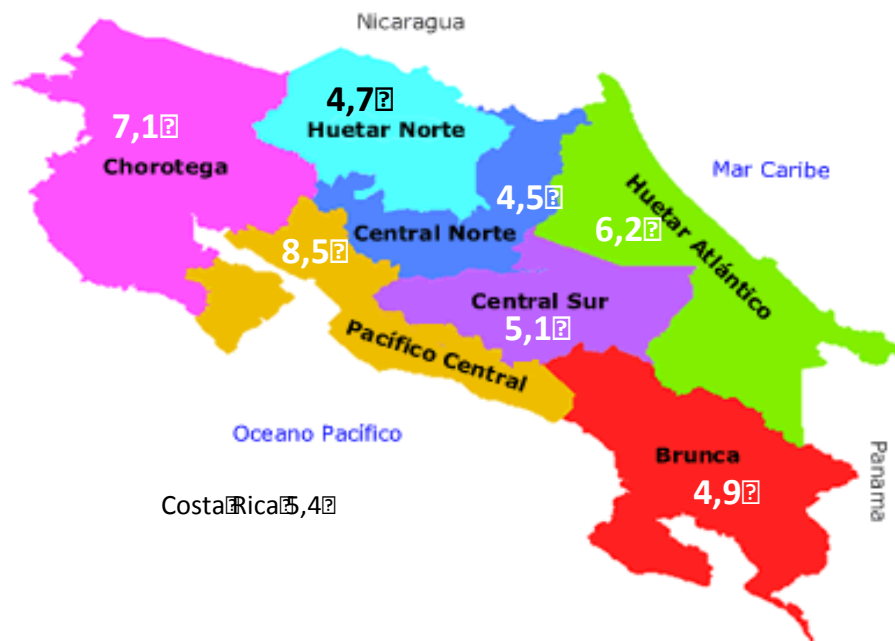 Nicaragua
4,7⍰
Huetar Norte
7,1⍰
Chorotega
Mar Caribe
4,5⍰
Huetar Atlántico
6,2⍰
Central Norte
8,5⍰
Central Sur
5,1⍰
Pacífico Central
Oceano Pacífico
Brunca
4,9⍰
Panama
Costa⍰Rica⍰5,4⍰